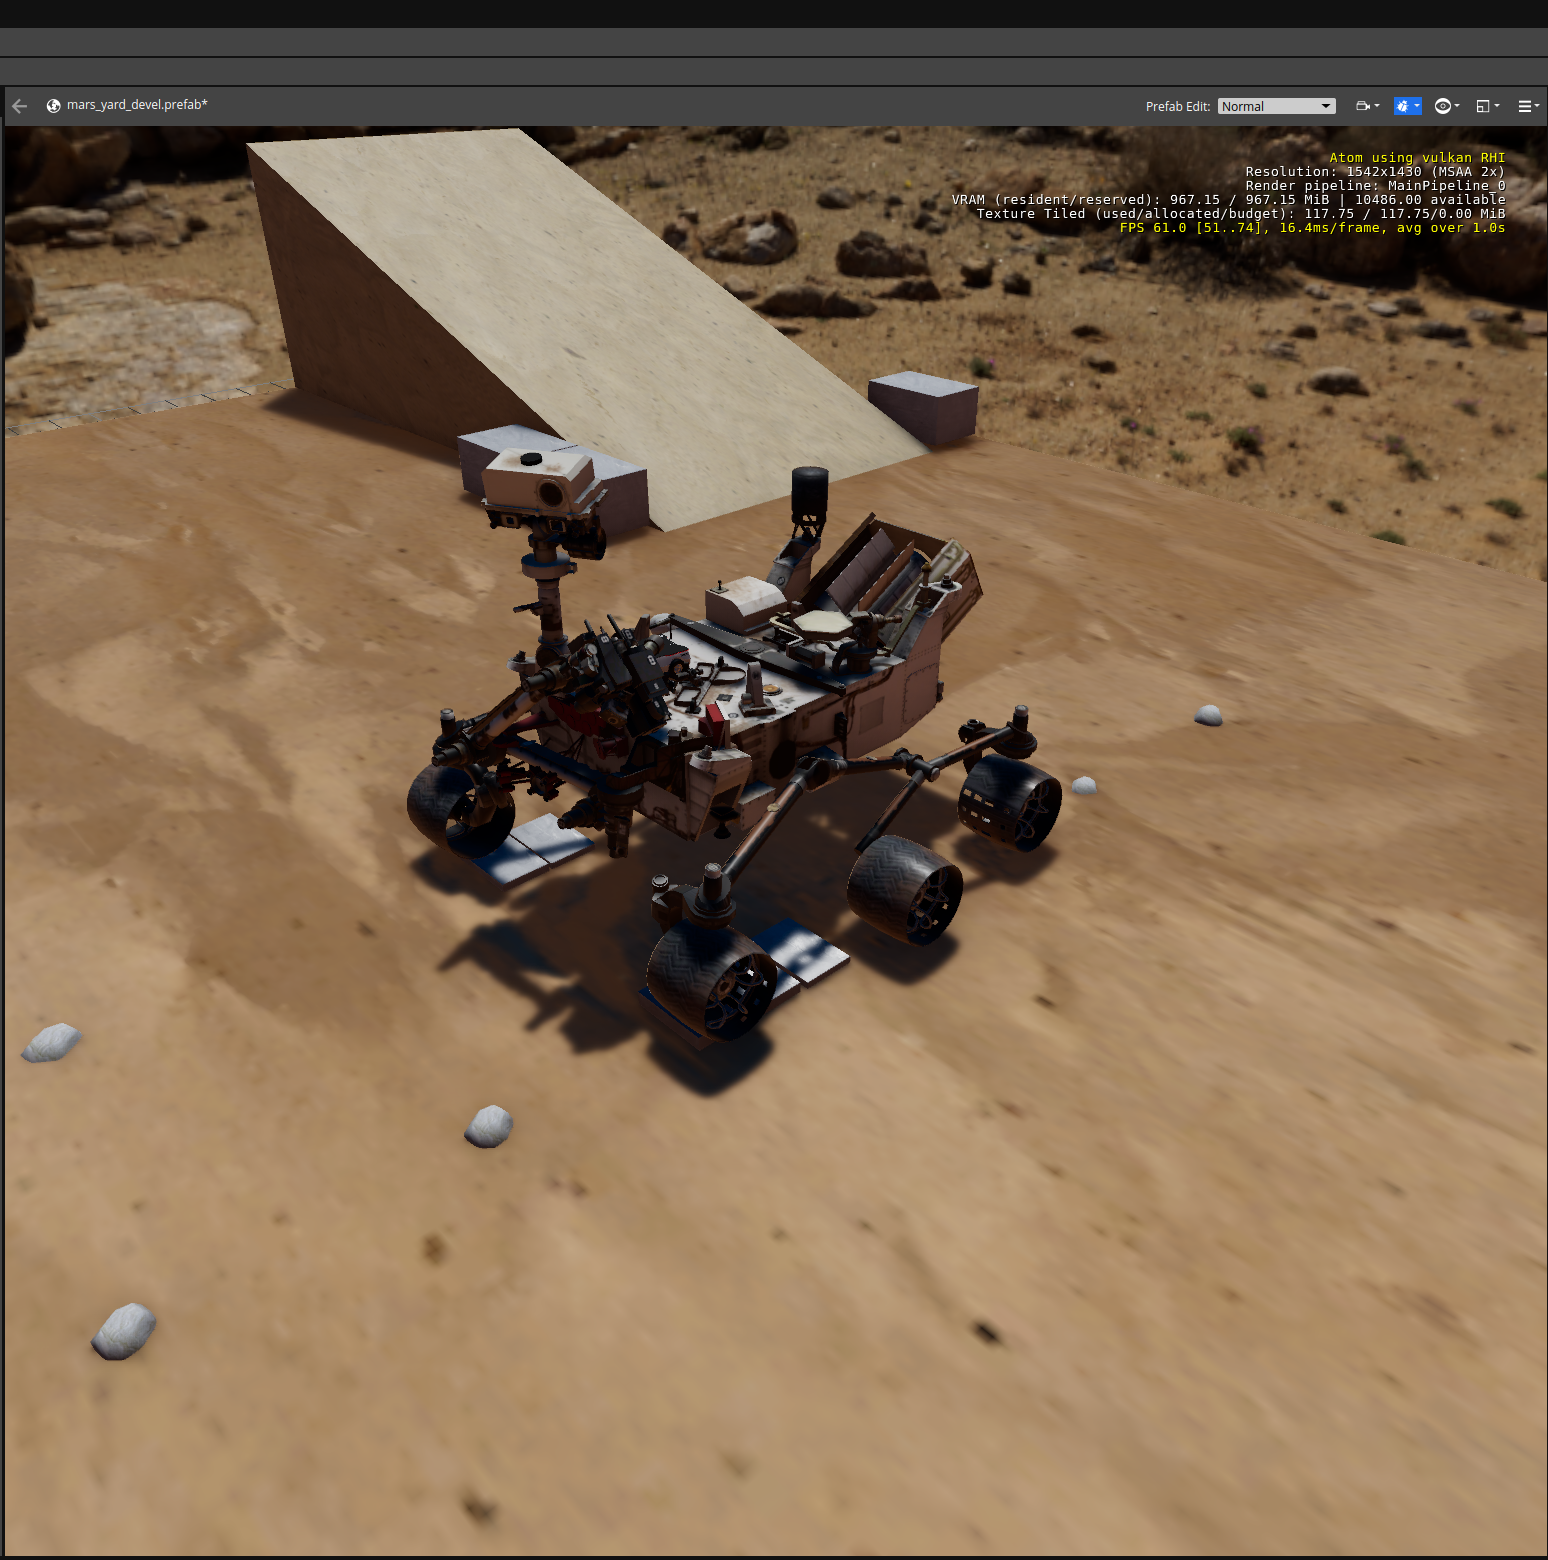 mars_yard_devel.prefab*
Prefab Edit: Normal
Atom using vulkan RHI
Resolution: 1542x1430 (MSAA 2x)
Render pipeline: MainPipeline_0
VRAM (resident/reserved): 967.15 / 967.15 MiB | 10486.00 available
Texture Tiled (used/allocated/budget): 117.75 / 117.75/0.00 MiB
FPS 61.0 [51..74], 16.4ms/frame, avg over 1.0s